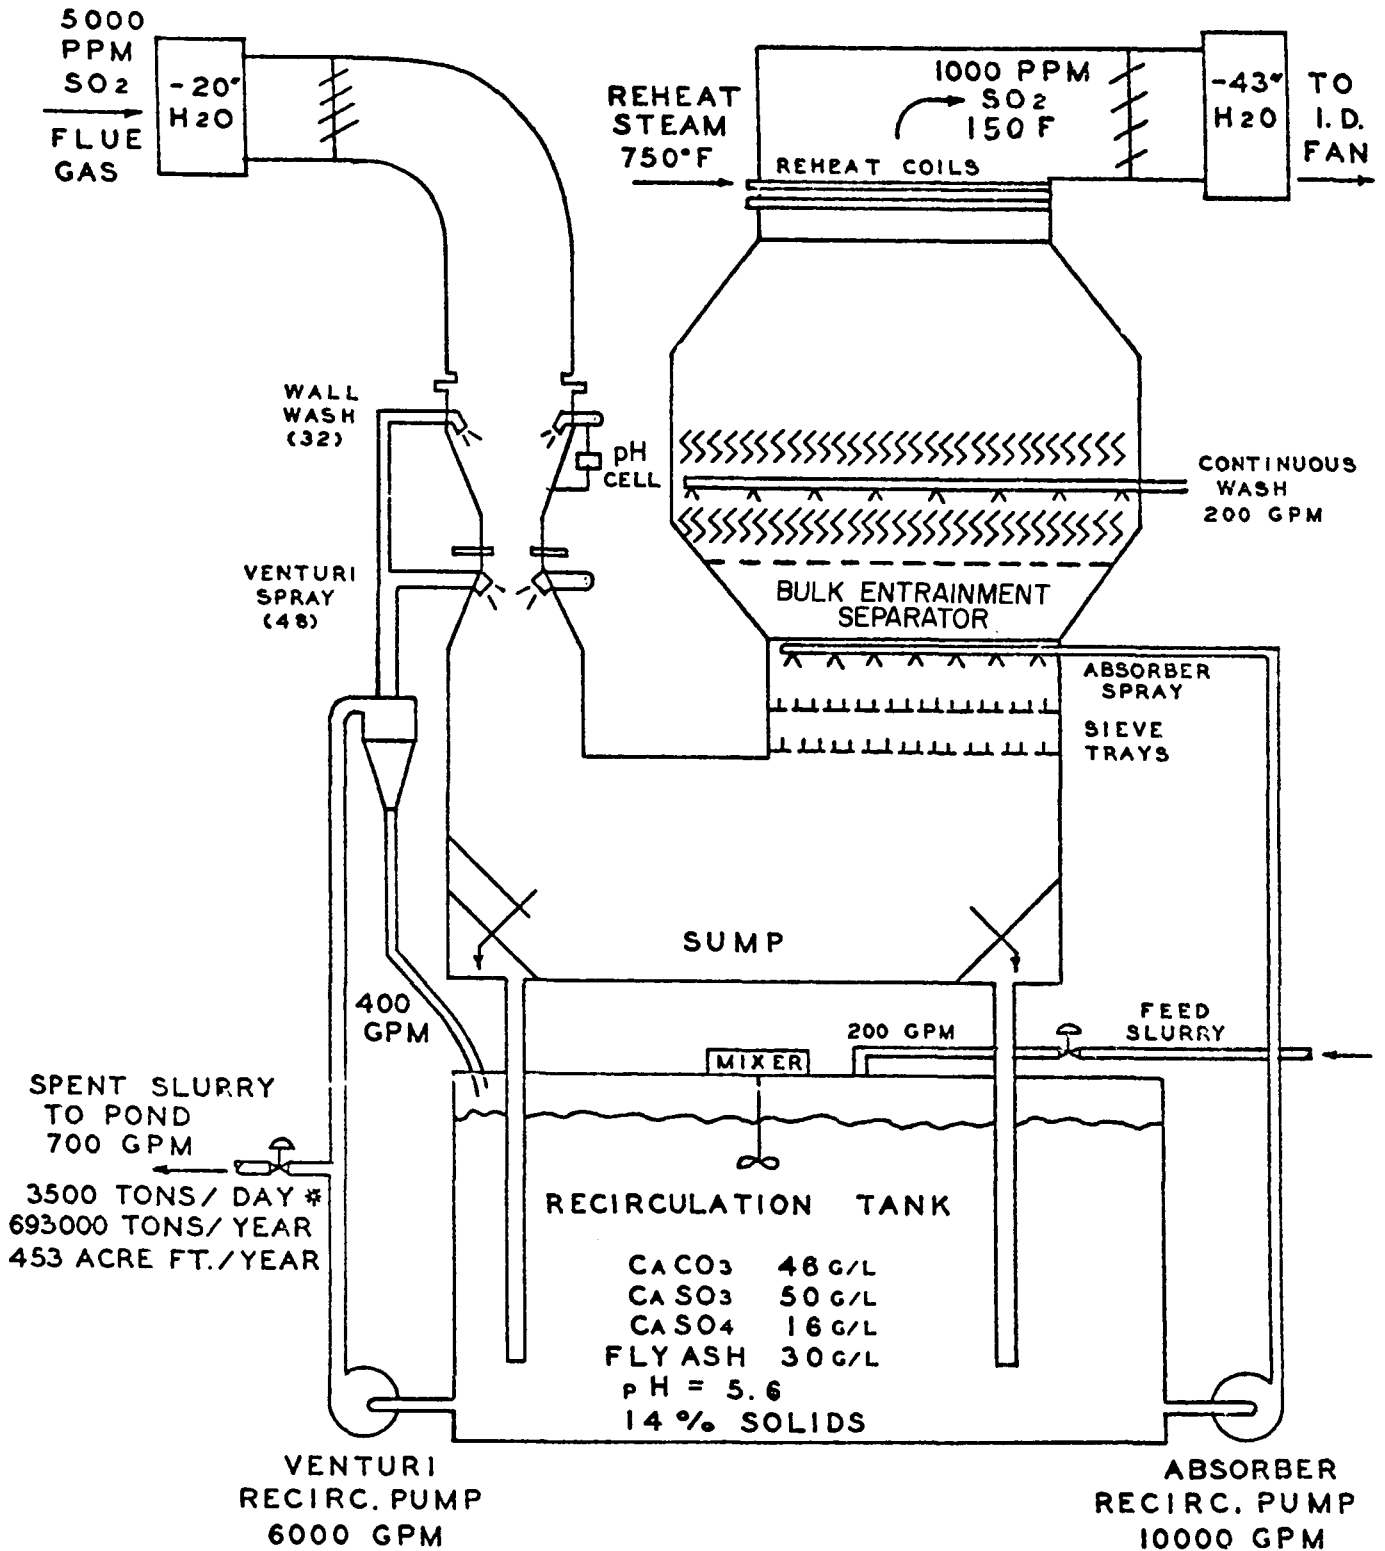 5000
PPM
SO2
FLUE
GAS
-20"
H2O
REHEAT
STEAM
750°F
1000 PPM
SO2
150 F
REHEAT COILS
-43"
H2O
TO
I.D.
FAN
WALL
WASH
(32)
pH
CELL
CONTINUOUS
WASH
200 GPM
VENTURI
SPRAY
(48)
BULK ENTRAINMENT
SEPARATOR
ABSORBER
SPRAY
SIEVE
TRAYS
SUMP
400
GPM
200 GPM
FEED
SLURRY
MIXER
SPENT SLURRY
TO POND
700 GPM
3500 TONS/DAY *
693000 TONS/YEAR
453 ACRE FT./YEAR
RECIRCULATION TANK
CACO3 48 G/L
CASO3 50 G/L
CASO4 16 G/L
FLY ASH 30 G/L
pH = 5.6
14% SOLIDS
VENTURI
RECIRC. PUMP
6000 GPM
ABSORBER
RECIRC. PUMP
10000 GPM